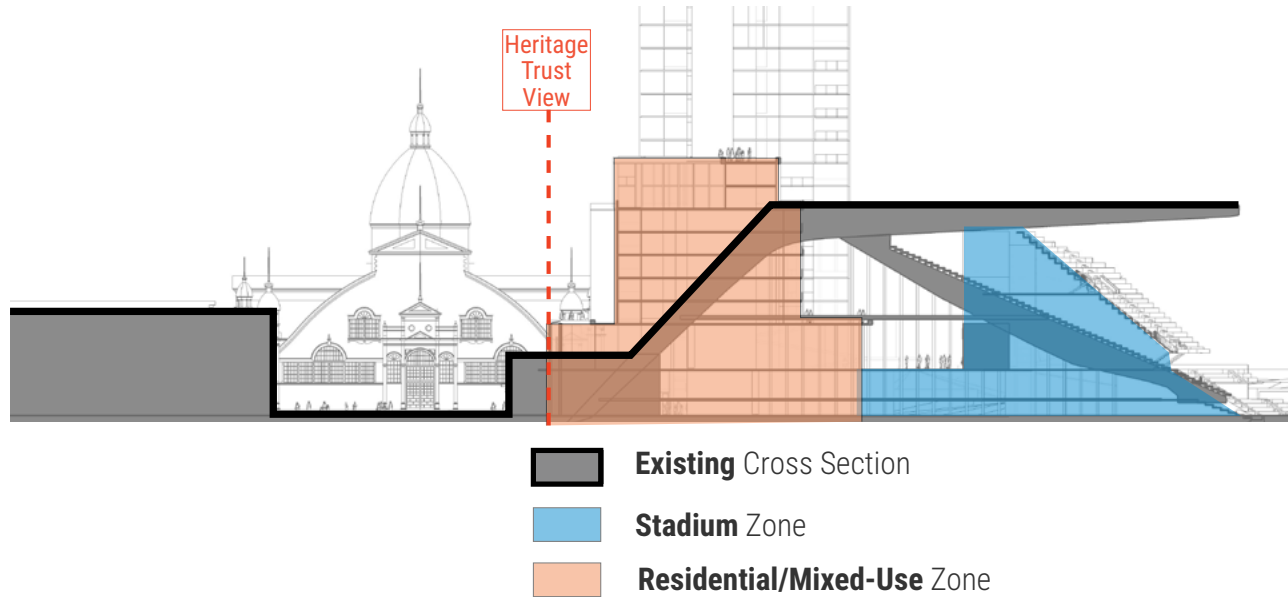 Heritage
Trust
View
Existing Cross Section
Stadium Zone
Residential/Mixed-Use Zone